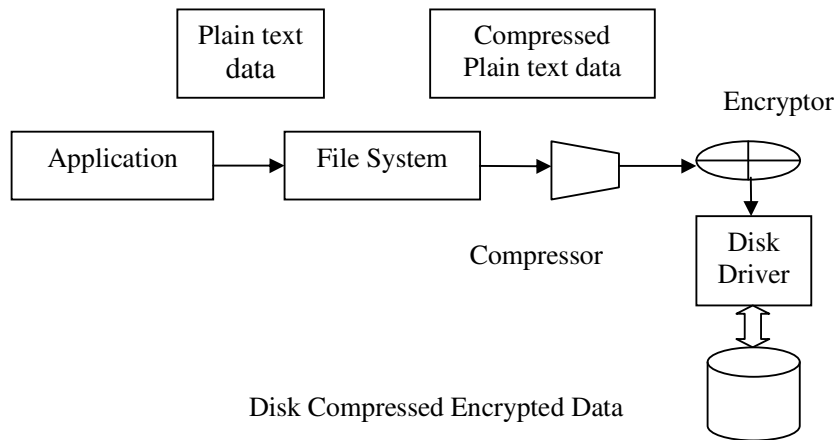 Plain text
data
Compressed
Plain text data
Encryptor
Application
File System
Compressor
Disk
Driver
Disk Compressed Encrypted Data